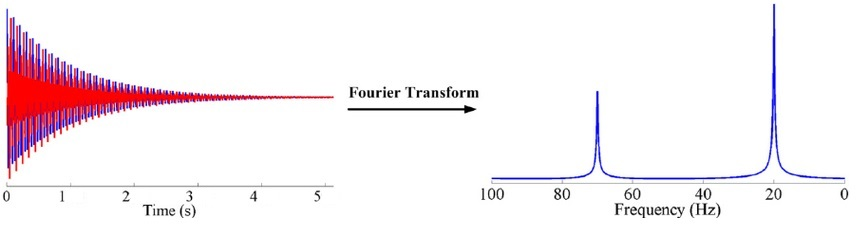 0 1 2 3 4 5
Time (s)
Fourier Transform
100 80 60 40 20 0
Frequency (Hz)